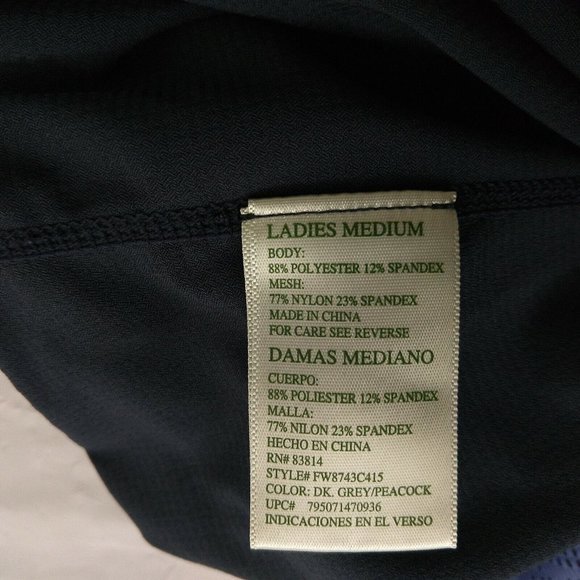 LADIES MEDIUM
BODY:
88% POLYESTER 12% SPANDEX
MESH:
77% NYLON 23% SPANDEX
MADE IN CHINA
FOR CARE SEE REVERSE
DAMAS MEDIANO
CUERPO:
88% POLIESTER 12% SPANDEX
MALLA:
77% NILON 23% SPANDEX
HECHO EN CHINA
RN# 83814
STYLE# FW8743C415
COLOR: DK. GREY/PEACOCK
UPC# 795071470936
INDICACIONES EN EL VERSO